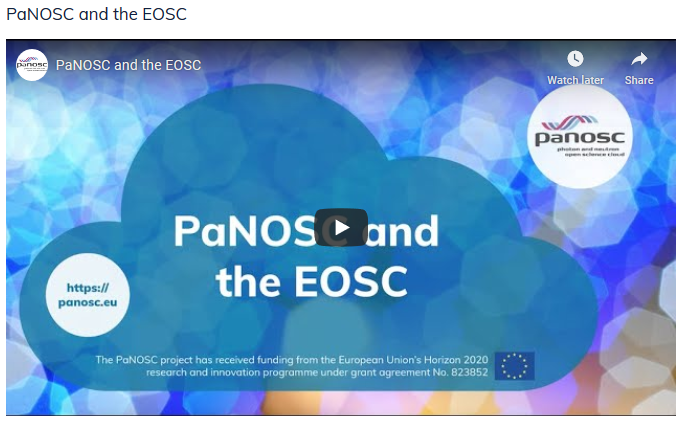 PaNOSC and the EOSC
panosc
PaNOSC and the EOSC
Watch later
Share
panosc
photon and neutron
open science cloud
PaNOSC and
the EOSC
https://
panosc.eu
The PaNOSC project has received funding from the European Union's Horizon 2020
research and innovation programme under grant agreement No. 823852